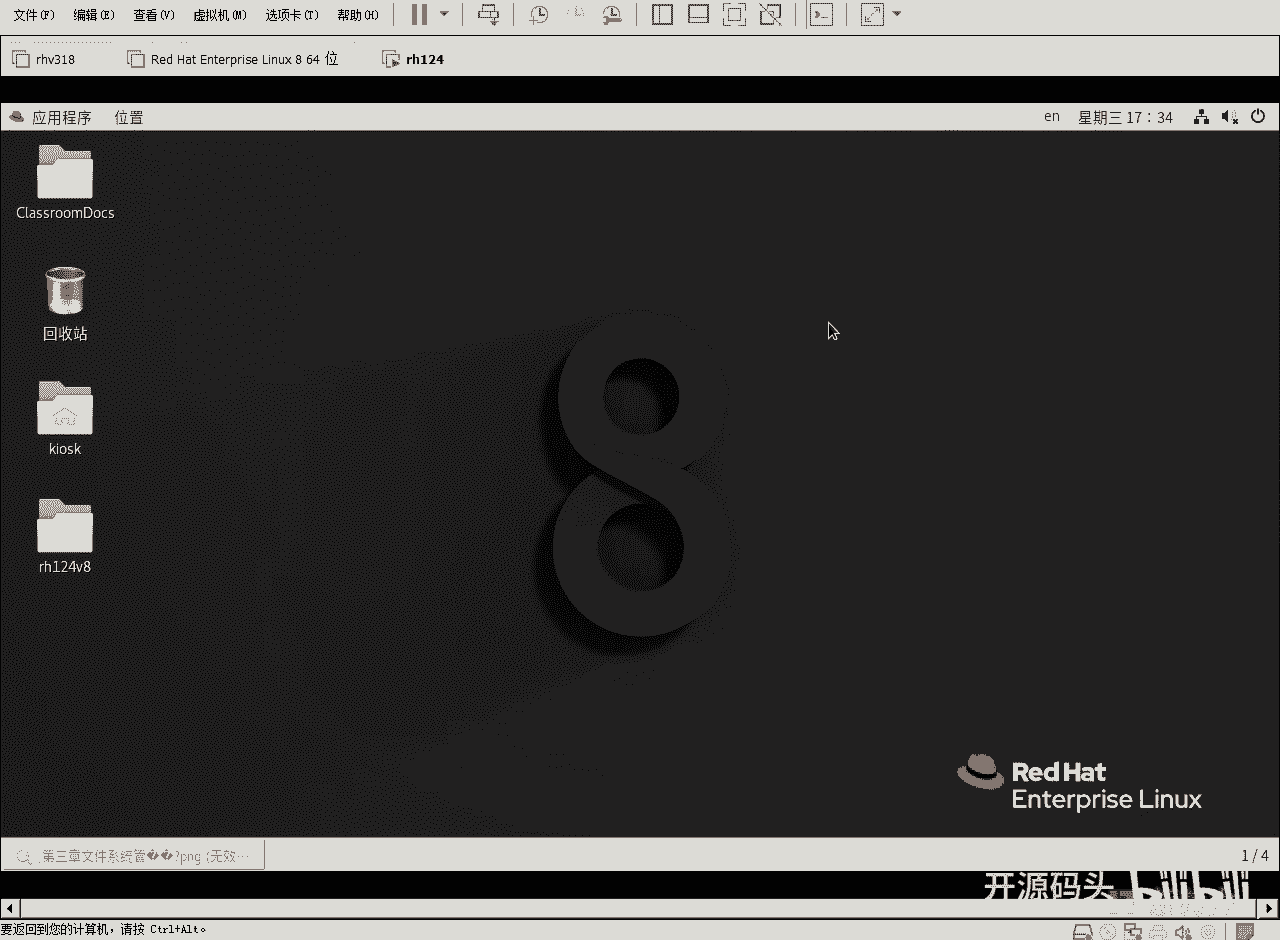 文件(F) 编辑(E) 查看(V) 虚拟机(M) 选项卡(T) 帮助(H)
rhv318 Red Hat Enterprise Linux 8 64 位 rh124
应用程序 位置 en 星期三 17：34
ClassroomDocs
回收站
kiosk
rh124v8
8
Red Hat
Enterprise Linux
第三章文件系统管��?png (无效…
1 / 4
开源码头 bilibili
要返回到您的计算机，请按 Ctrl+Alt。